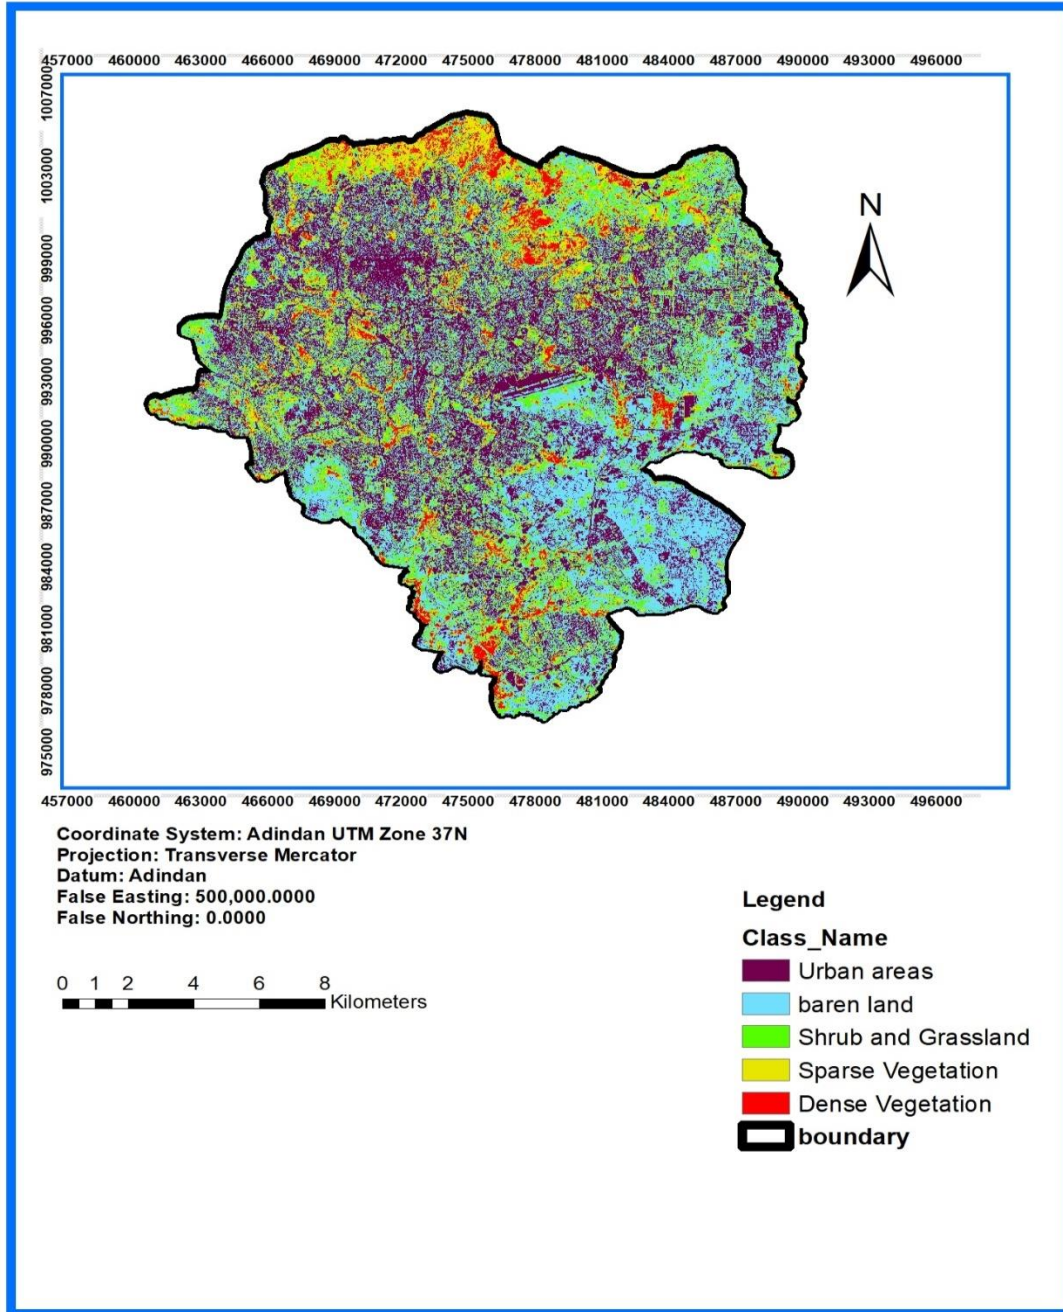 457000 460000 463000 466000 469000 472000 475000 478000 481000 484000 487000 490000 493000 496000
1007000
1003000
999000
996000
993000
990000
987000
984000
981000
978000
975000
N
457000 460000 463000 466000 469000 472000 475000 478000 481000 484000 487000 490000 493000 496000
Coordinate System: Adindan UTM Zone 37N
Projection: Transverse Mercator
Datum: Adindan
False Easting: 500,000.0000
False Northing: 0.0000
0 1 2 4 6 8
Kilometers
Legend
Class_Name
Urban areas
baren land
Shrub and Grassland
Sparse Vegetation
Dense Vegetation
boundary